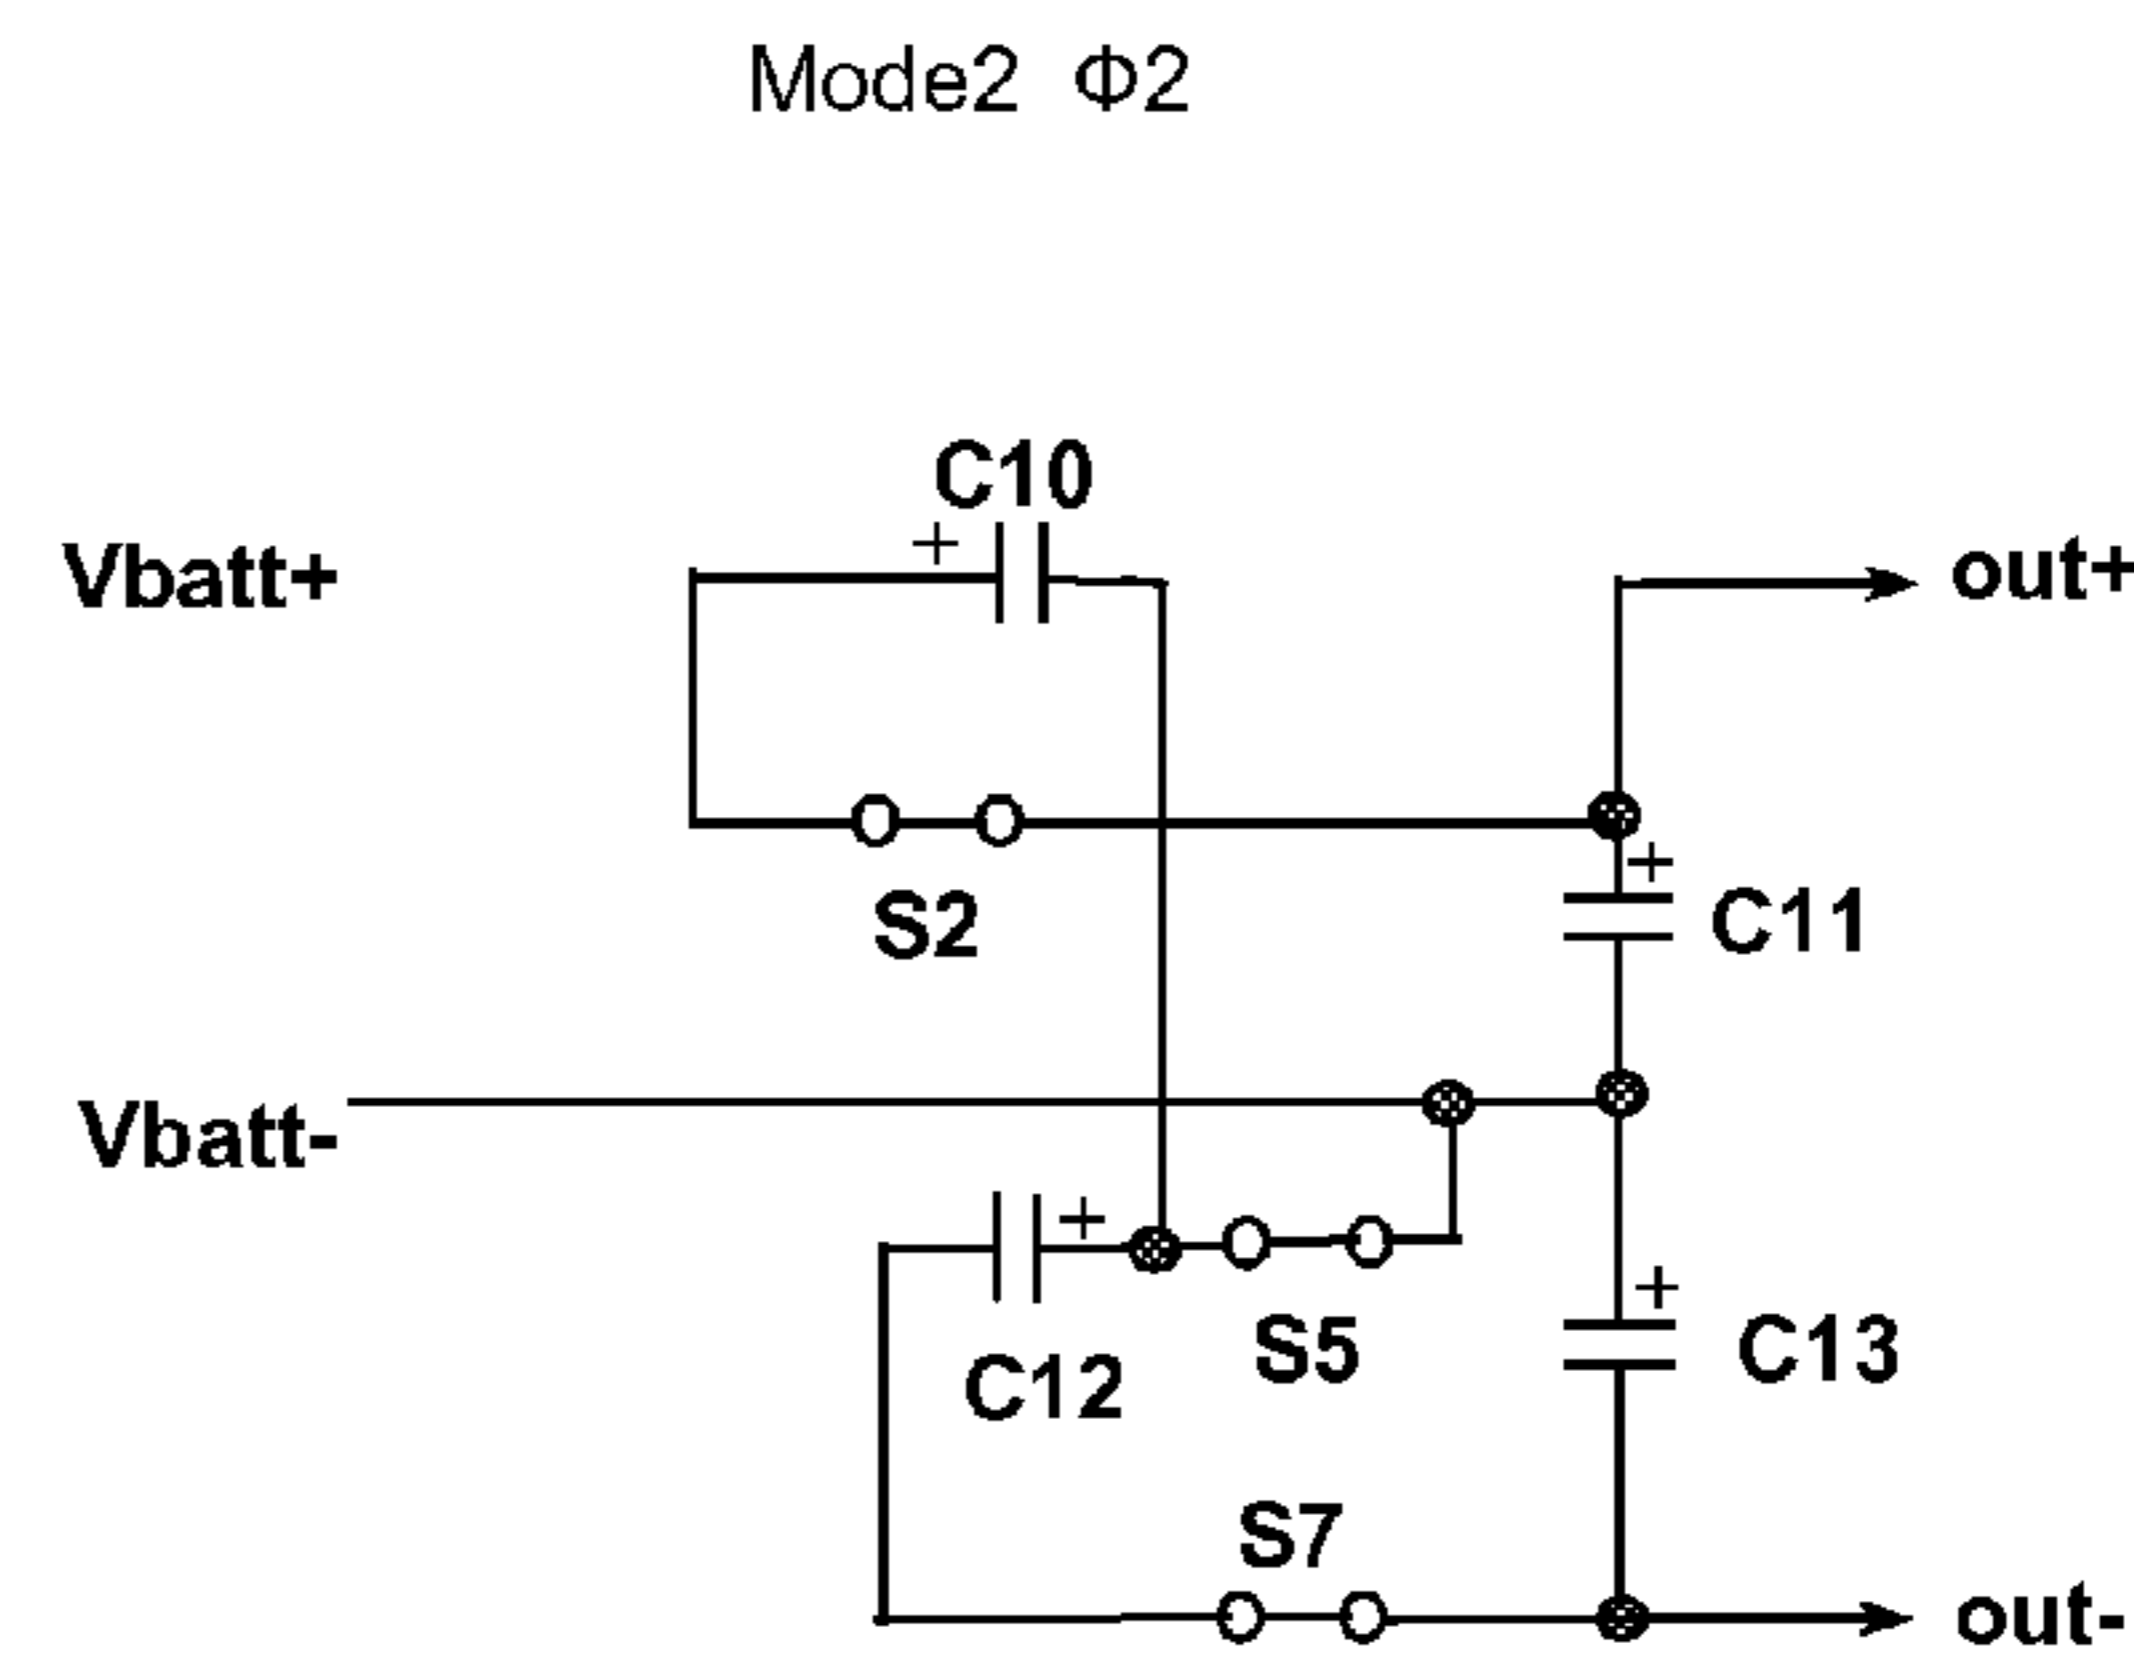 Mode2 Φ2
C10
+
Vbatt+
out+
+
S2
C11
Vbatt-
+
+
S5
C13
C12
S7
out-